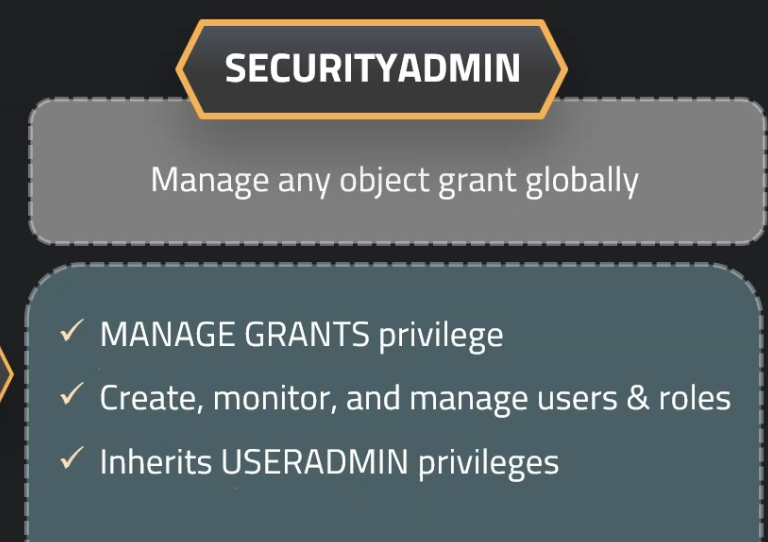 SECURITYADMIN
Manage any object grant globally
✓ MANAGE GRANTS privilege
✓ Create, monitor, and manage users & roles
✓ Inherits USERADMIN privileges